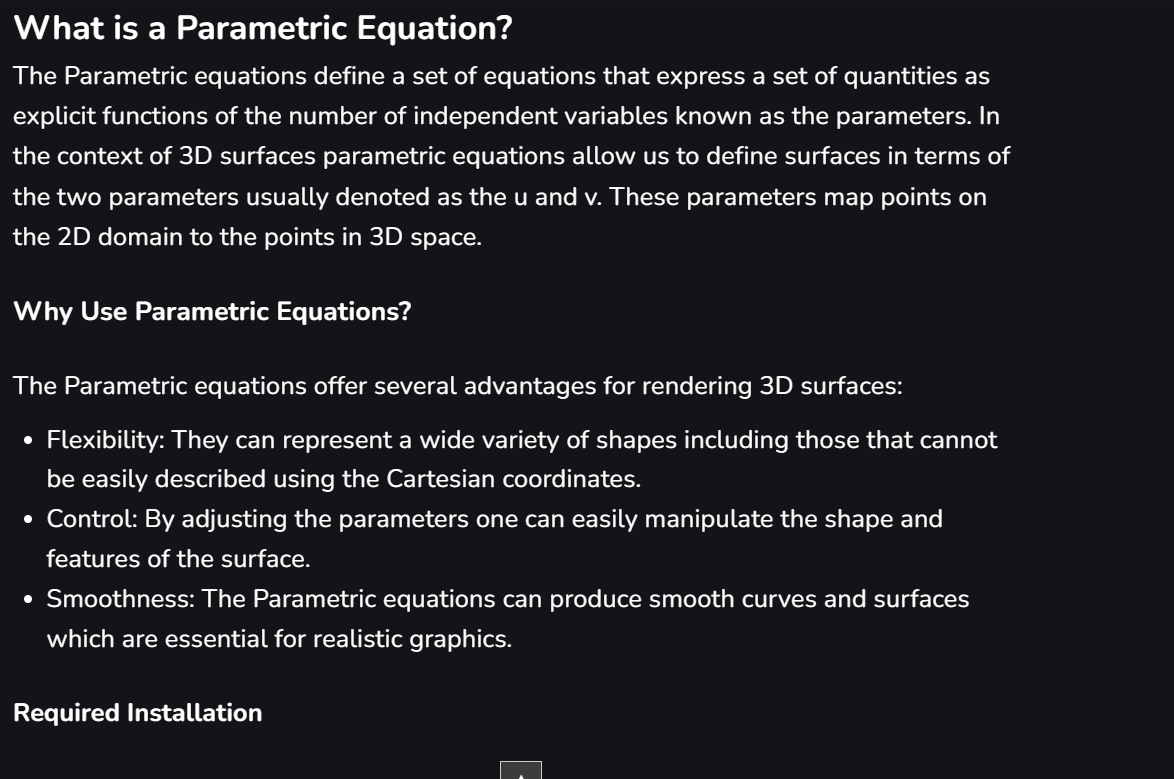 What is a Parametric Equation?
The Parametric equations define a set of equations that express a set of quantities as
explicit functions of the number of independent variables known as the parameters. In
the context of 3D surfaces parametric equations allow us to define surfaces in terms of
the two parameters usually denoted as the u and v. These parameters map points on
the 2D domain to the points in 3D space.
Why Use Parametric Equations?
The Parametric equations offer several advantages for rendering 3D surfaces:
• Flexibility: They can represent a wide variety of shapes including those that cannot
be easily described using the Cartesian coordinates.
• Control: By adjusting the parameters one can easily manipulate the shape and
features of the surface.
• Smoothness: The Parametric equations can produce smooth curves and surfaces
which are essential for realistic graphics.
Required Installation